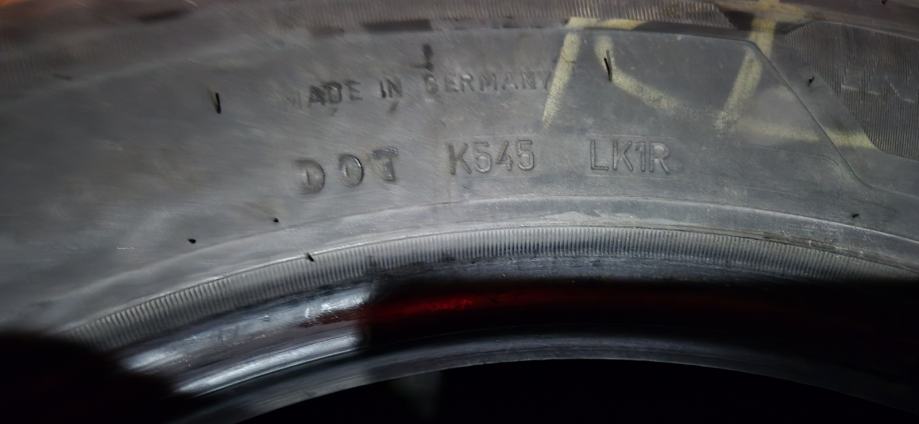 MADE IN GERMANY
DOT K545 LK1R